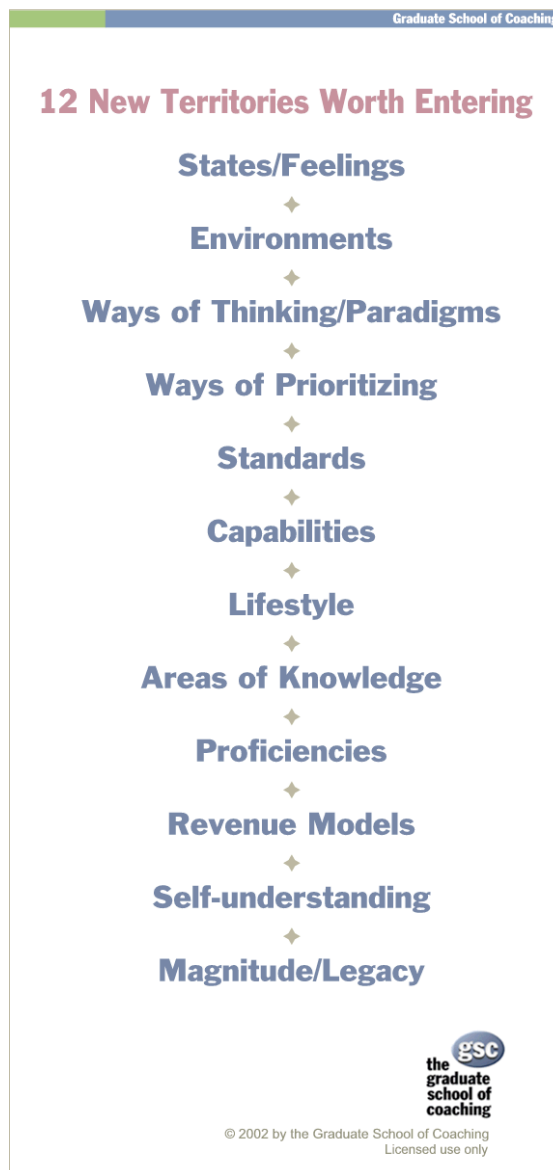 Graduate School of Coaching
12 New Territories Worth Entering
States/Feelings
Environments
Ways of Thinking/Paradigms
Ways of Prioritizing
Standards
Capabilities
Lifestyle
Areas of Knowledge
Proficiencies
Revenue Models
Self-understanding
Magnitude/Legacy
gsc
the
graduate
school of
coaching
© 2002 by the Graduate School of Coaching
Licensed use only